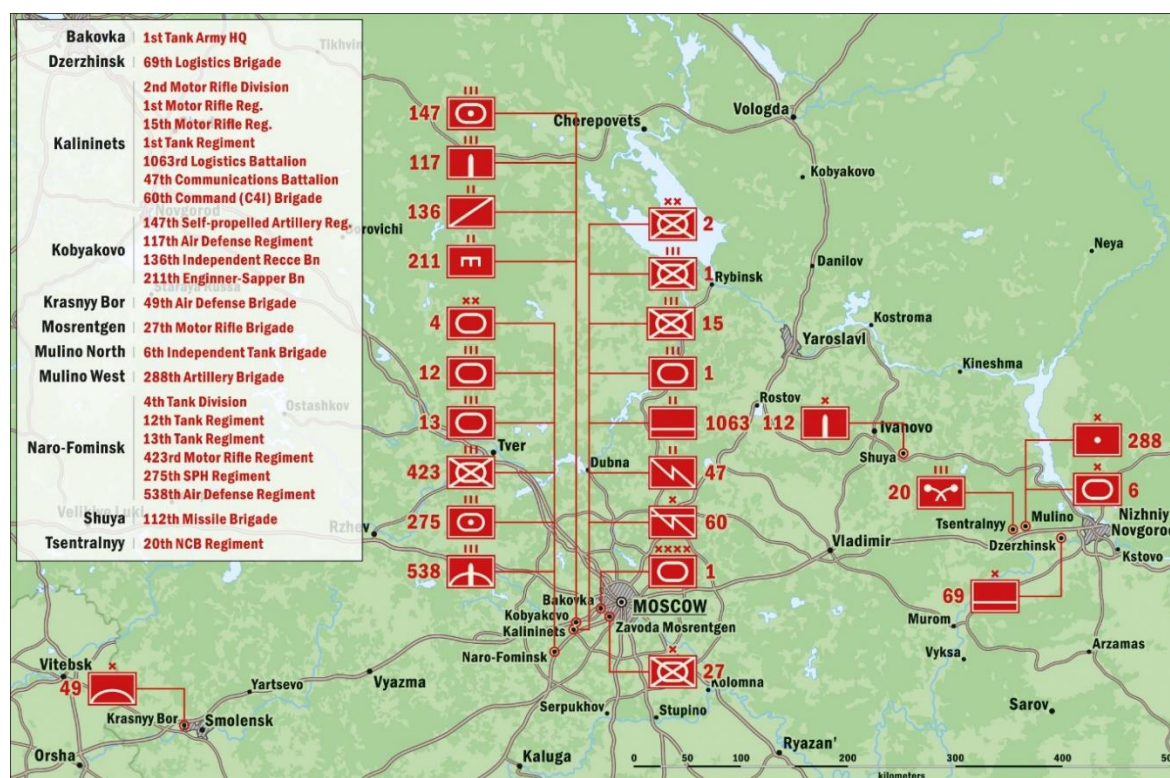 Bakovka 1st Tank Army HQ
Dzerzhinsk 69th Logistics Brigade
2nd Motor Rifle Division
1st Motor Rifle Reg.
15th Motor Rifle Reg.
Kalininets 1st Tank Regiment
1063rd Logistics Battalion
47th Communications Battalion
60th Command (C4I) Brigade
147th Self-propelled Artillery Reg.
Kobyakovo 117th Air Defense Regiment
136th Independent Recce Bn
211th Enginner-Sapper Bn
Krasnyy Bor 49th Air Defense Brigade
Mosrentgen 27th Motor Rifle Brigade
Mulino North 6th Independent Tank Brigade
Mulino West 288th Artillery Brigade
4th Tank Division
12th Tank Regiment
Naro-Fominsk 13th Tank Regiment
423rd Motor Rifle Regiment
275th SPH Regiment
538th Air Defense Regiment
Shuya 112th Missile Brigade
Tsentralnyy 20th NCB Regiment
Tikhvin
Novgorod
Borovichi
Staraya Russa
Ostashkov
Velikiye Luki
Rzhev
147
117
136
211
4
12
13
423
275
538
2
1
15
1
1063
47
60
1
27
112
20
288
6
69
49
E
Cherepovets
Vologda
Kobyakovo
Neya
Danilov
Rybinsk
Kostroma
Yaroslavl
Kineshma
Rostov
Ivanovo
Shuya
Tver
Dubna
Tsentralnyy
Mulino
Nizhniy
Novgorod
Dzerzhinsk
Kstovo
Vladimir
Bakovka
MOSCOW
Kobyakovo
Kalininets
Zavoda Mosrentgen
Naro-Fominsk
Murom
Vyksa
Arzamas
Sarov
Vitebsk
Krasnyy Bor
Smolensk
Yartsevo
Vyazma
Orsha
Kaluga
Serpukhov
Stupino
Kolomna
Ryazan'
0 100 200 300 400 500
kilometers